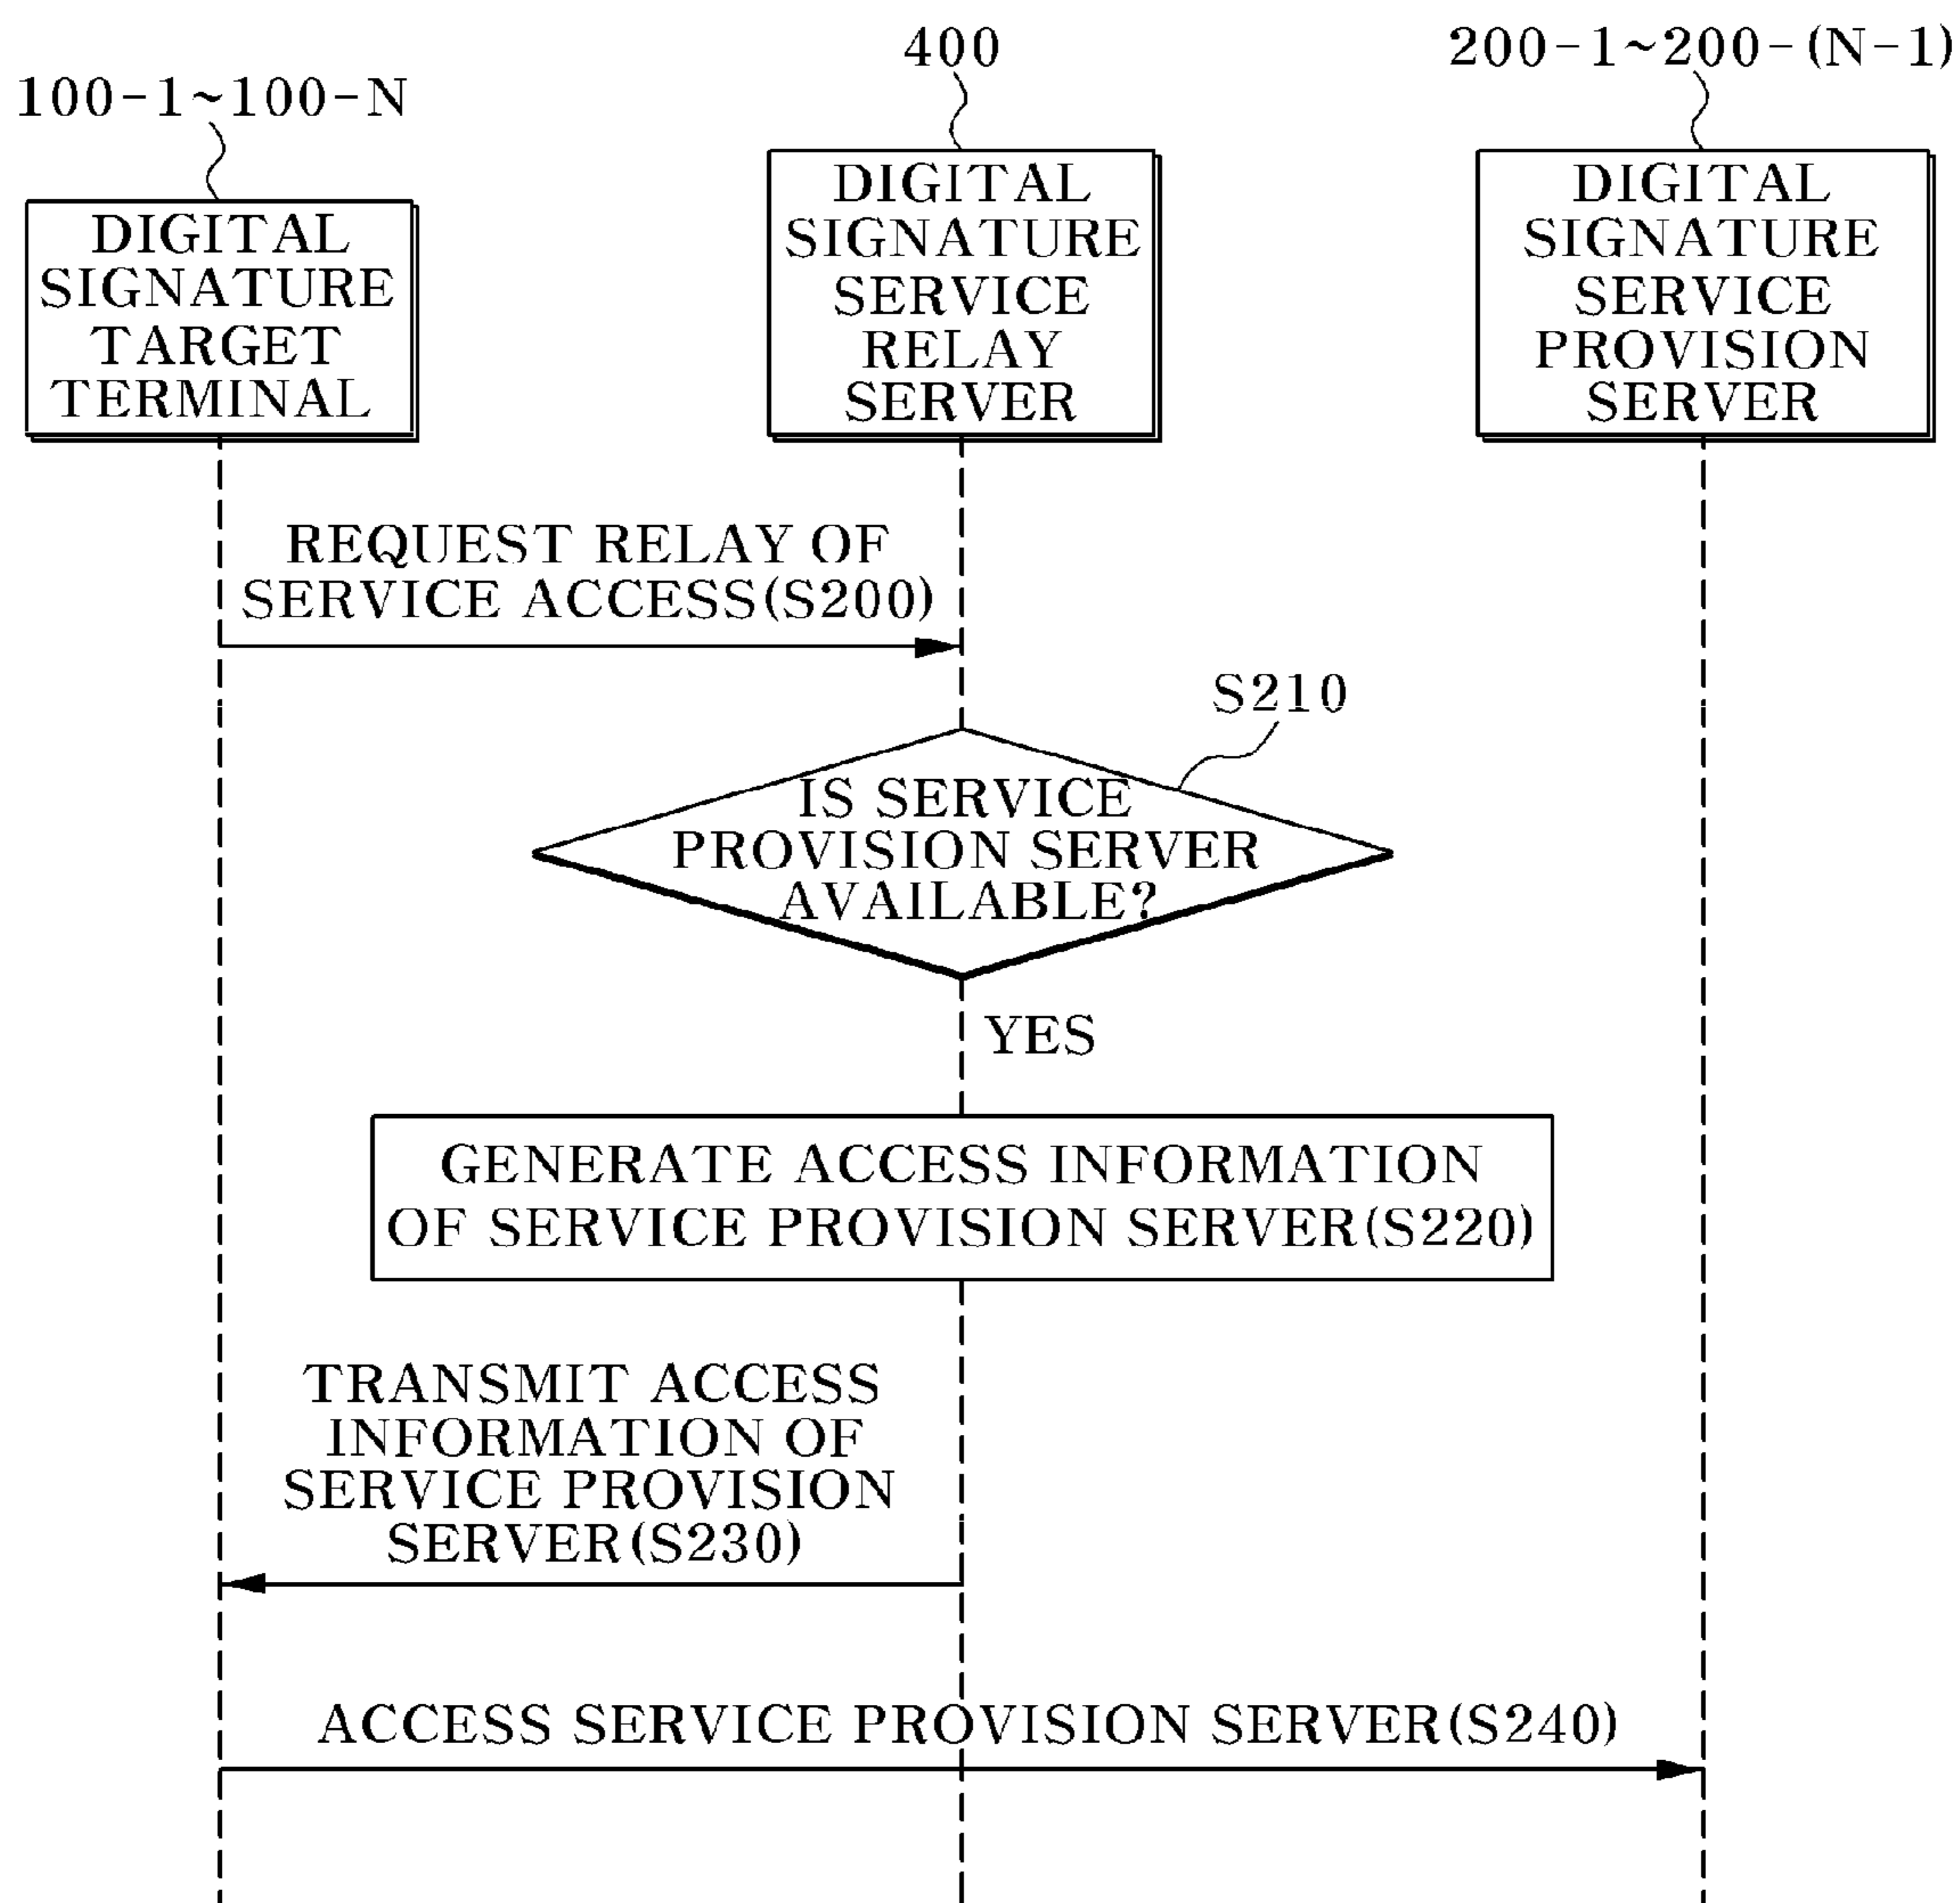 100-1~100-N
400
200-1~200-(N-1)
DIGITAL
SIGNATURE
TARGET
TERMINAL
DIGITAL
SIGNATURE
SERVICE
RELAY
SERVER
DIGITAL
SIGNATURE
SERVICE
PROVISION
SERVER
REQUEST RELAY OF
SERVICE ACCESS(S200)
S210
IS SERVICE
PROVISION SERVER
AVAILABLE?
YES
GENERATE ACCESS INFORMATION
OF SERVICE PROVISION SERVER(S220)
TRANSMIT ACCESS
INFORMATION OF
SERVICE PROVISION
SERVER(S230)
ACCESS SERVICE PROVISION SERVER(S240)